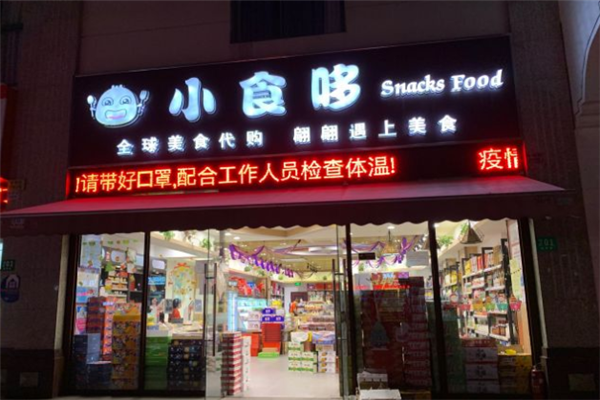 小食哆 Snacks Food
全球美食代购 翩翩遇上美食
请带好口罩,配合工作人员检查体温! 疫情